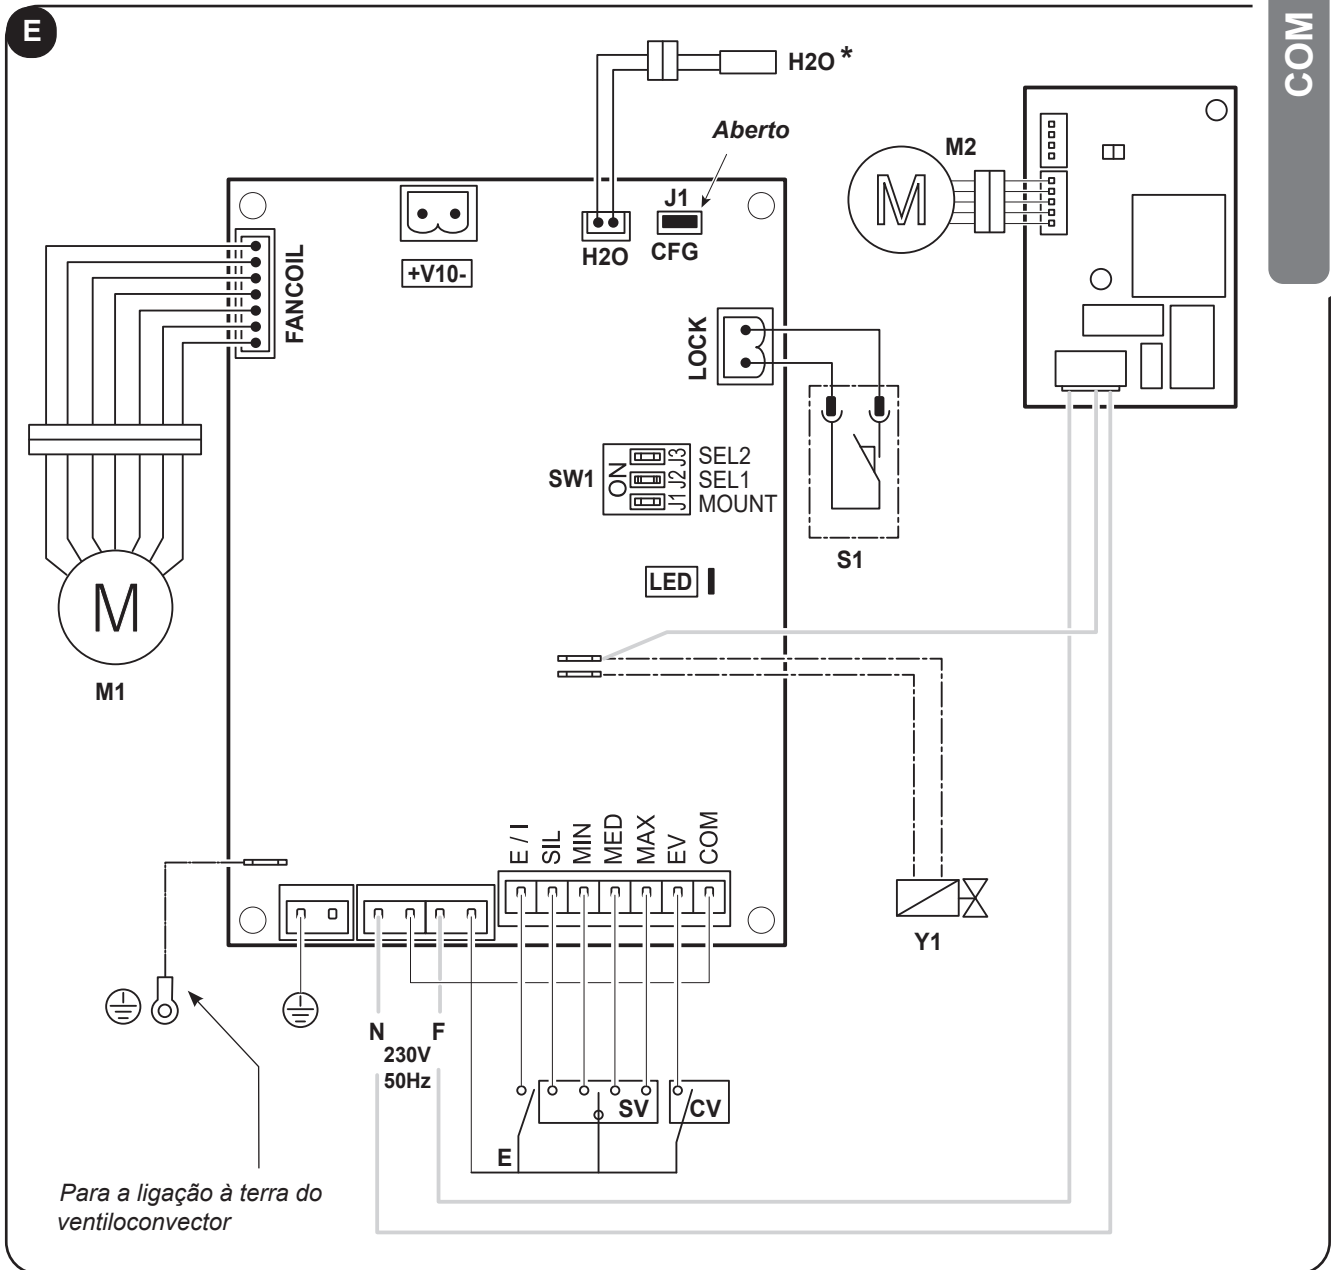 E
COM
H2O *
Aberto
M2
M
J1
H2O
CFG
+V10-
FANCOIL
LOCK
SW1
ON
J3
SEL2
J2
SEL1
J1
MOUNT
S1
LED
M
M1
E / I
SIL
MIN
MED
MAX
EV
COM
Y1
N
F
230V
50Hz
SV
CV
E
Para a ligação à terra do
ventiloconvector